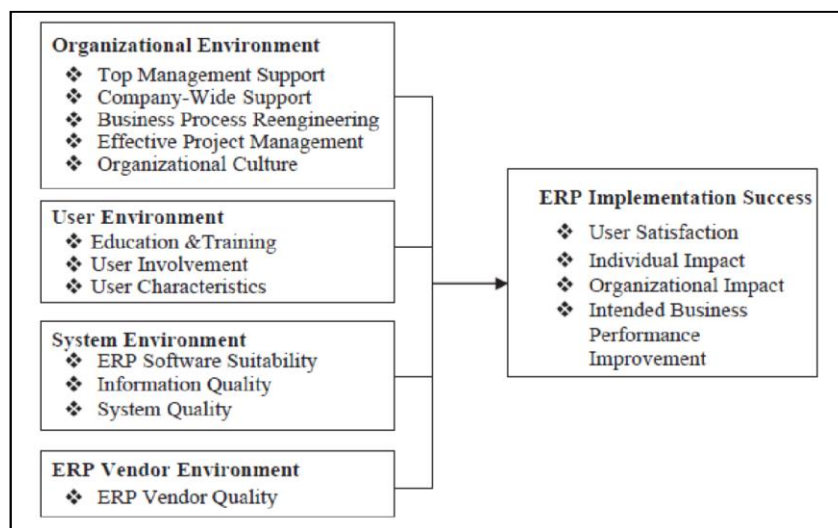 Organizational Environment
❖ Top Management Support
❖ Company-Wide Support
❖ Business Process Reengineering
❖ Effective Project Management
❖ Organizational Culture
User Environment
❖ Education &Training
❖ User Involvement
❖ User Characteristics
System Environment
❖ ERP Software Suitability
❖ Information Quality
❖ System Quality
ERP Vendor Environment
❖ ERP Vendor Quality
ERP Implementation Success
❖ User Satisfaction
❖ Individual Impact
❖ Organizational Impact
❖ Intended Business
Performance
Improvement